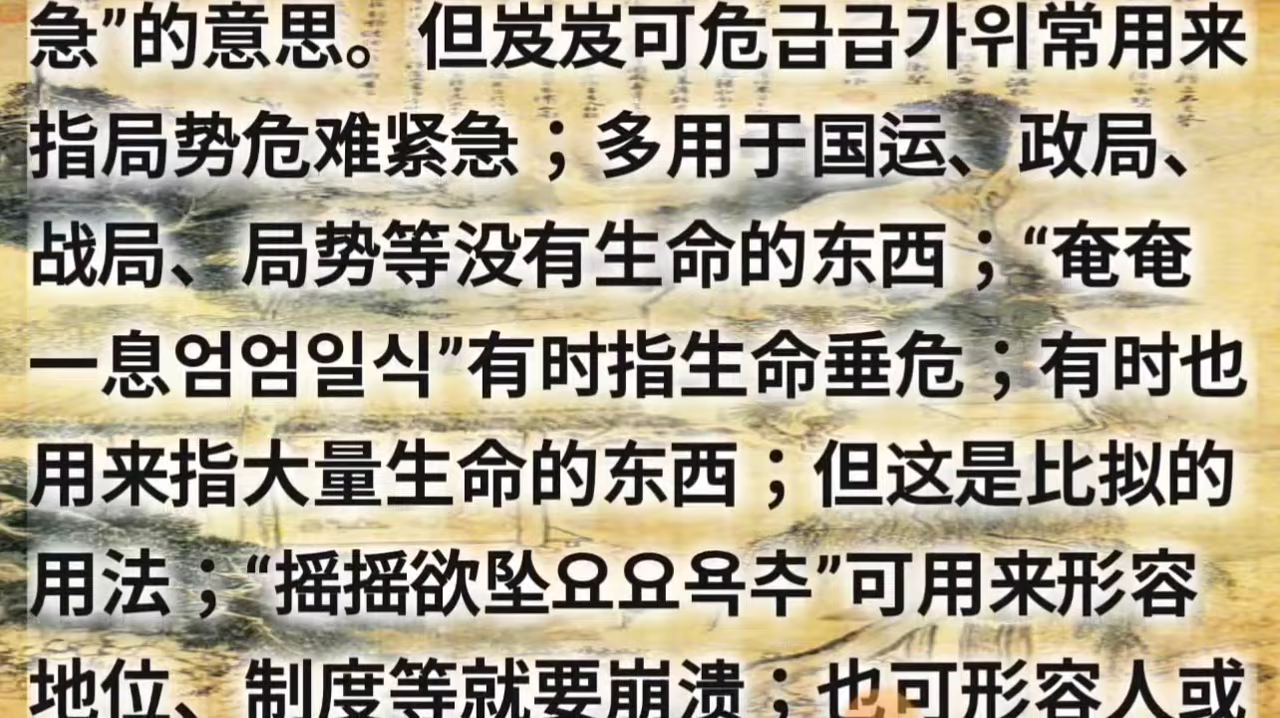 急”的意思。 但岌岌可危급급가위常用来
指局势危难紧急；多用于国运、政局、
战局、局势等没有生命的东西；“奄奄
一息엄엄일식”有时指生命垂危；有时也
用来指大量生命的东西；但这是比拟的
用法；“摇摇欲坠요요욕추”可用来形容
地位、制度等就要崩溃；也可形容人或